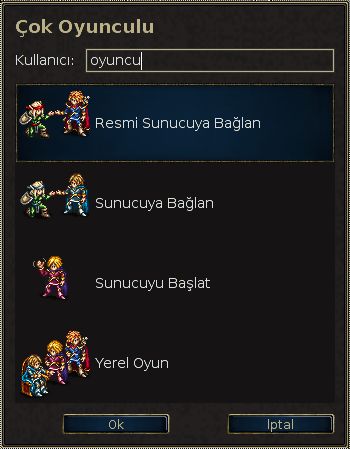 Çok Oyunculu
Kullanıcı: oyuncu
Resmi Sunucuya Bağlan
Sunucuya Bağlan
Sunucuyu Başlat
Yerel Oyun
Ok İptal